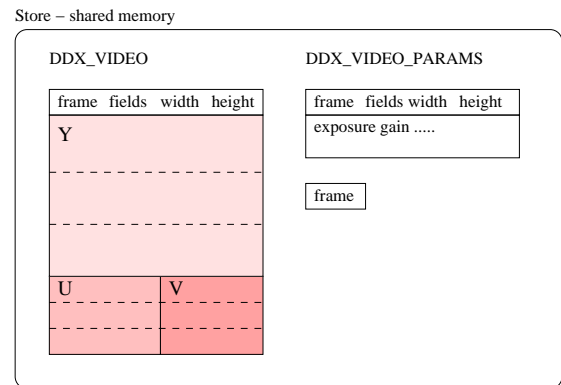 Store – shared memory
DDX_VIDEO
frame fields width height
Y
U
V
DDX_VIDEO_PARAMS
frame fields width height
exposure gain .....
frame